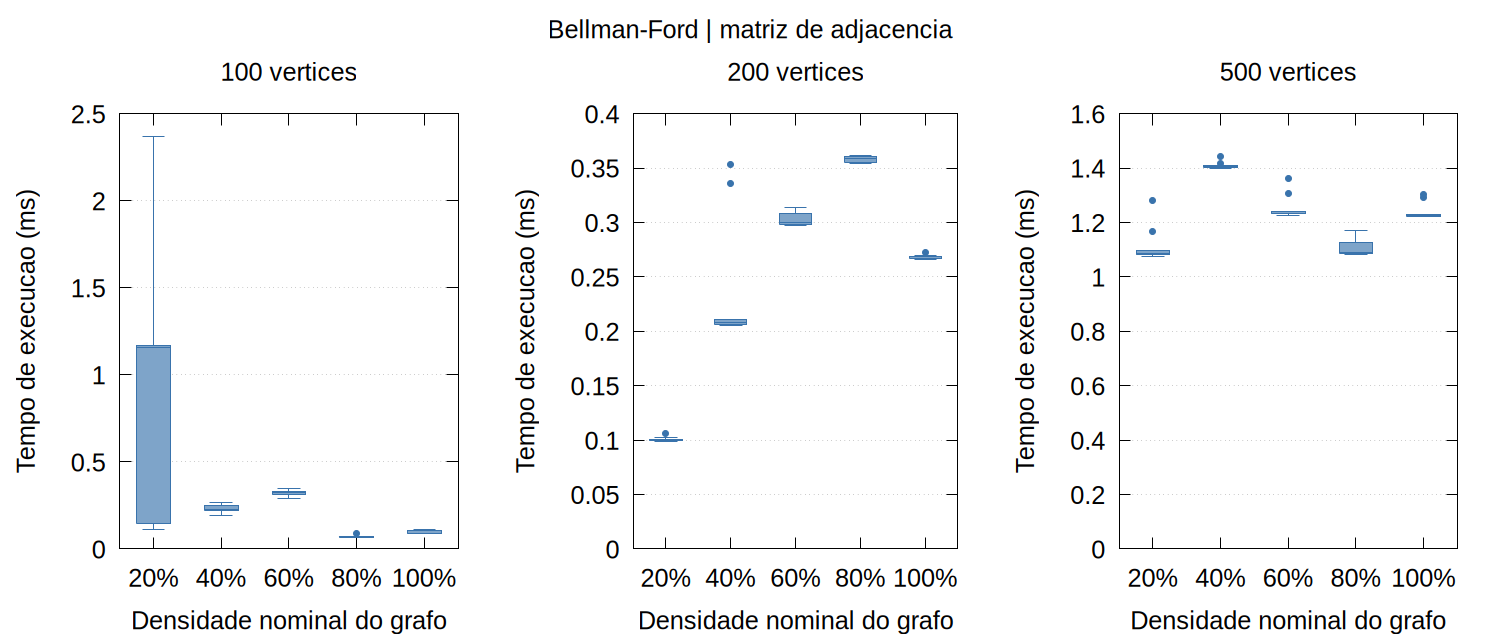 Bellman-Ford | matriz de adjacencia
100 vertices
Tempo de execucao (ms)
2.5
2
1.5
1
0.5
0
20% 40% 60% 80% 100%
Densidade nominal do grafo
200 vertices
Tempo de execucao (ms)
0.4
0.35
0.3
0.25
0.2
0.15
0.1
0.05
0
20% 40% 60% 80% 100%
Densidade nominal do grafo
500 vertices
Tempo de execucao (ms)
1.6
1.4
1.2
1
0.8
0.6
0.4
0.2
0
20% 40% 60% 80% 100%
Densidade nominal do grafo